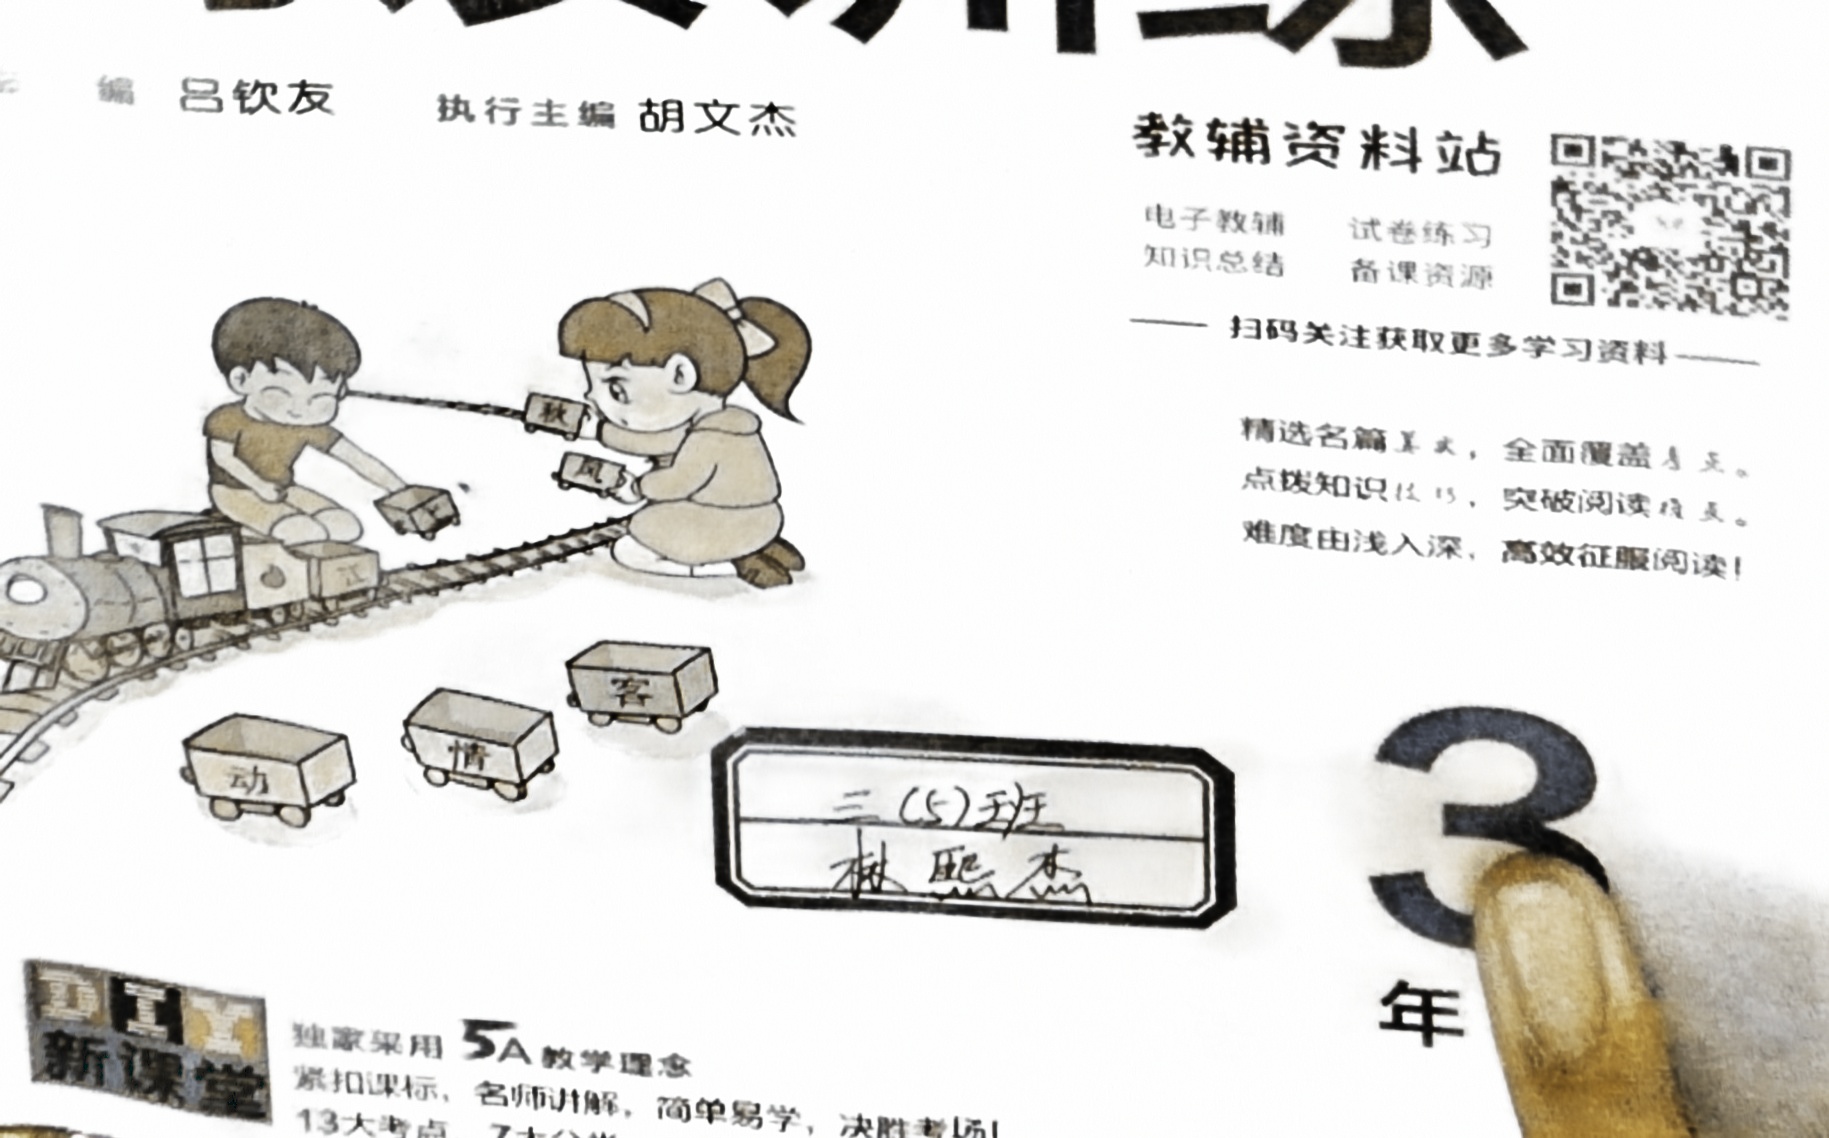 编 吕钦友 执行主编 胡文杰
教辅资料站
电子教辅 试卷练习
知识总结 备课资源
扫码关注获取更多学习资料
精选名篇美文，全面覆盖考点。
点拨知识技巧，突破阅读难点。
难度由浅入深，高效征服阅读！
秋
风
江
客
情
动
三(5)班
林熙杰
3
年
DIY
新课堂
独家采用 5A 教学理念
紧扣课标，名师讲解，简单易学，决胜考场！
13大考点